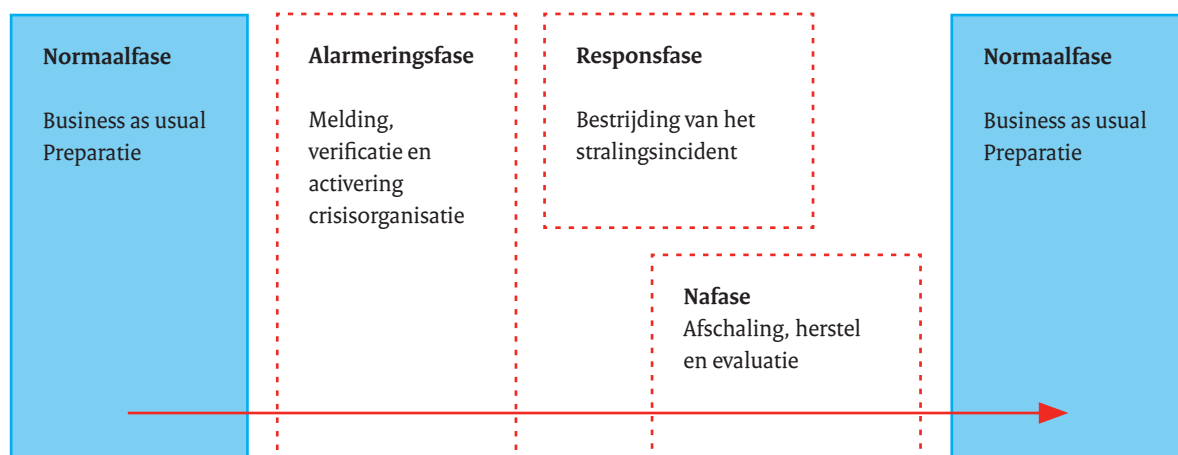 Normaalfase
Business as usual
Preparatie
Alarmeringsfase
Melding,
verificatie en
activering
crisisorganisatie
Responsfase
Bestrijding van het
stralingsincident
Nafase
Afschaling, herstel
en evaluatie
Normaalfase
Business as usual
Preparatie